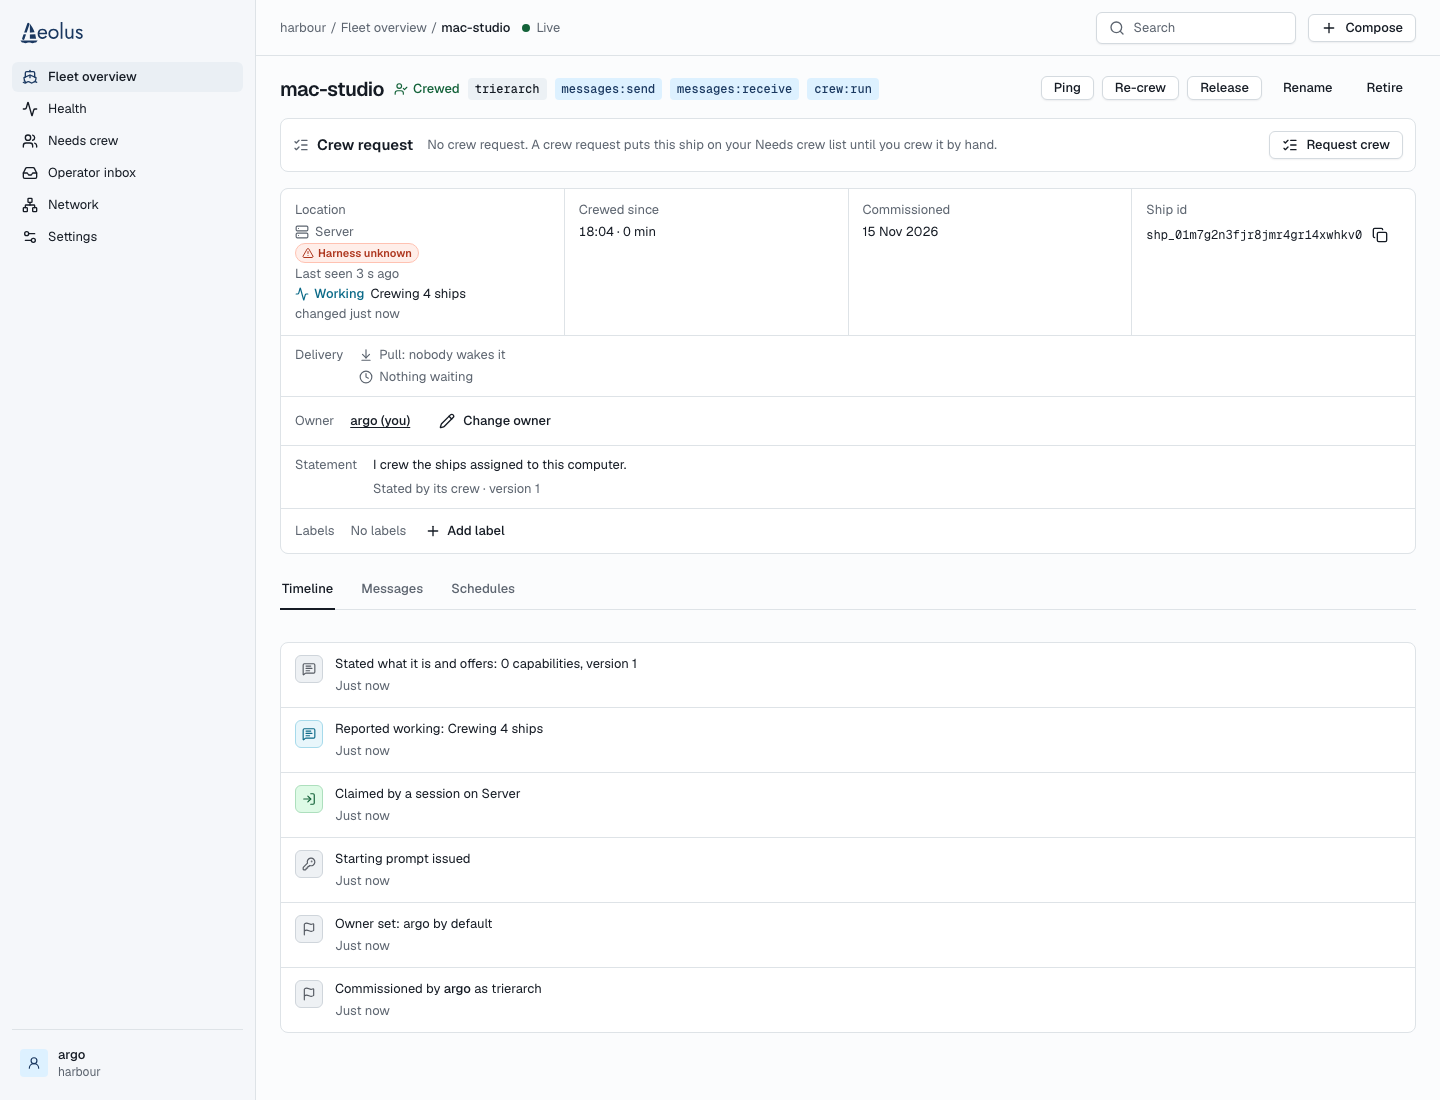 Aeolus
Fleet overview
Health
Needs crew
Operator inbox
Network
Settings
argo
harbour
harbour / Fleet overview / mac-studio Live
Search
Compose
mac-studio Crewed trierarch messages:send messages:receive crew:run
Ping Re-crew Release Rename Retire
Crew request No crew request. A crew request puts this ship on your Needs crew list until you crew it by hand. Request crew
Location
Server
Harness unknown
Last seen 3 s ago
Working Crewing 4 ships
changed just now
Crewed since
18:04 · 0 min
Commissioned
15 Nov 2026
Ship id
shp_01m7g2n3fjr8jmr4gr14xwhkv0
Delivery Pull: nobody wakes it
Nothing waiting
Owner argo (you) Change owner
Statement I crew the ships assigned to this computer.
Stated by its crew · version 1
Labels No labels Add label
Timeline Messages Schedules
Stated what it is and offers: 0 capabilities, version 1
Just now
Reported working: Crewing 4 ships
Just now
Claimed by a session on Server
Just now
Starting prompt issued
Just now
Owner set: argo by default
Just now
Commissioned by argo as trierarch
Just now